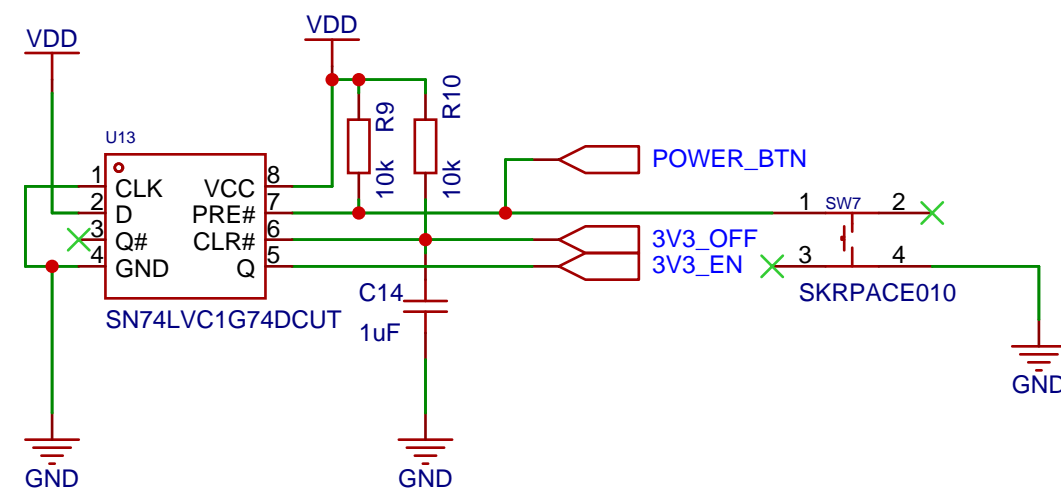 VDD
VDD
U13
R9
10k
R10
10k
1
CLK
2
D
3
Q#
4
GND
VCC
8
PRE#
7
CLR#
6
Q
5
SN74LVC1G74DCUT
C14
1uF
POWER_BTN
3V3_OFF
3V3_EN
1
SW7
2
3
4
SKRPACE010
GND
GND
GND